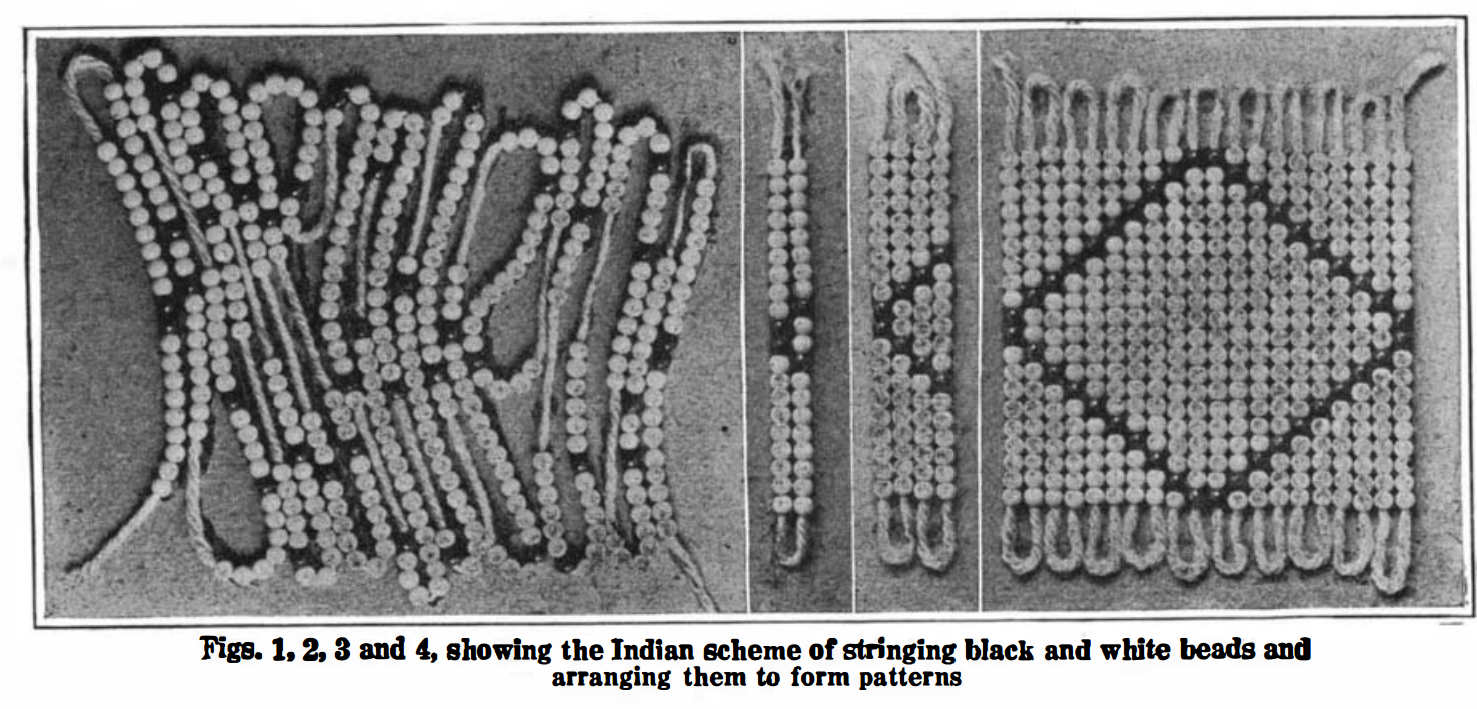 Figs. 1, 2, 3 and 4, showing the Indian scheme of stringing black and white beads and
arranging them to form patterns